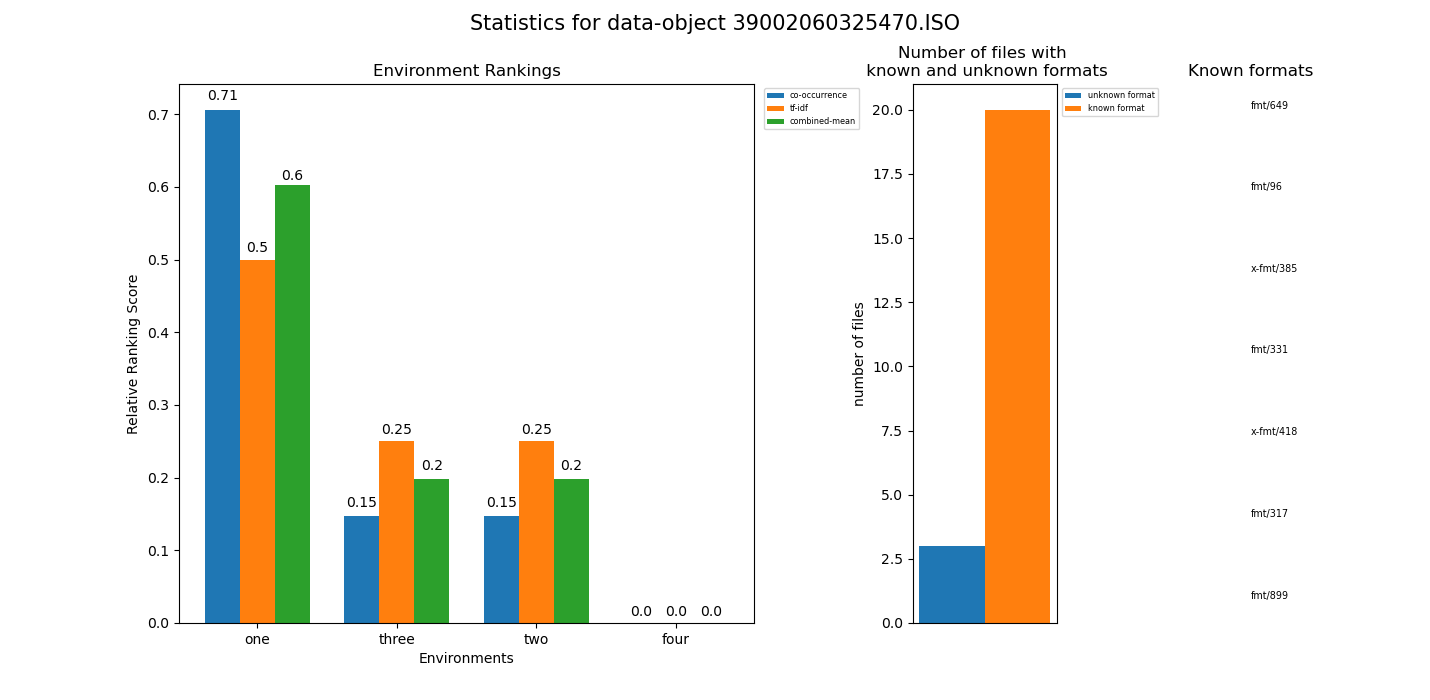 Statistics for data-object 39002060325470.ISO
Environment Rankings
0.7
0.6
0.5
0.4
0.3
0.2
0.1
0.0
Relative Ranking Score
0.71
0.5
0.6
0.15
0.25
0.2
0.15
0.25
0.2
0.0 0.0 0.0
one three two four
Environments
co-occurrence
tf-idf
combined-mean
Number of files with
known and unknown formats
20.0
17.5
15.0
12.5
10.0
7.5
5.0
2.5
0.0
number of files
unknown format
known format
Known formats
fmt/649
fmt/96
x-fmt/385
fmt/331
x-fmt/418
fmt/317
fmt/899